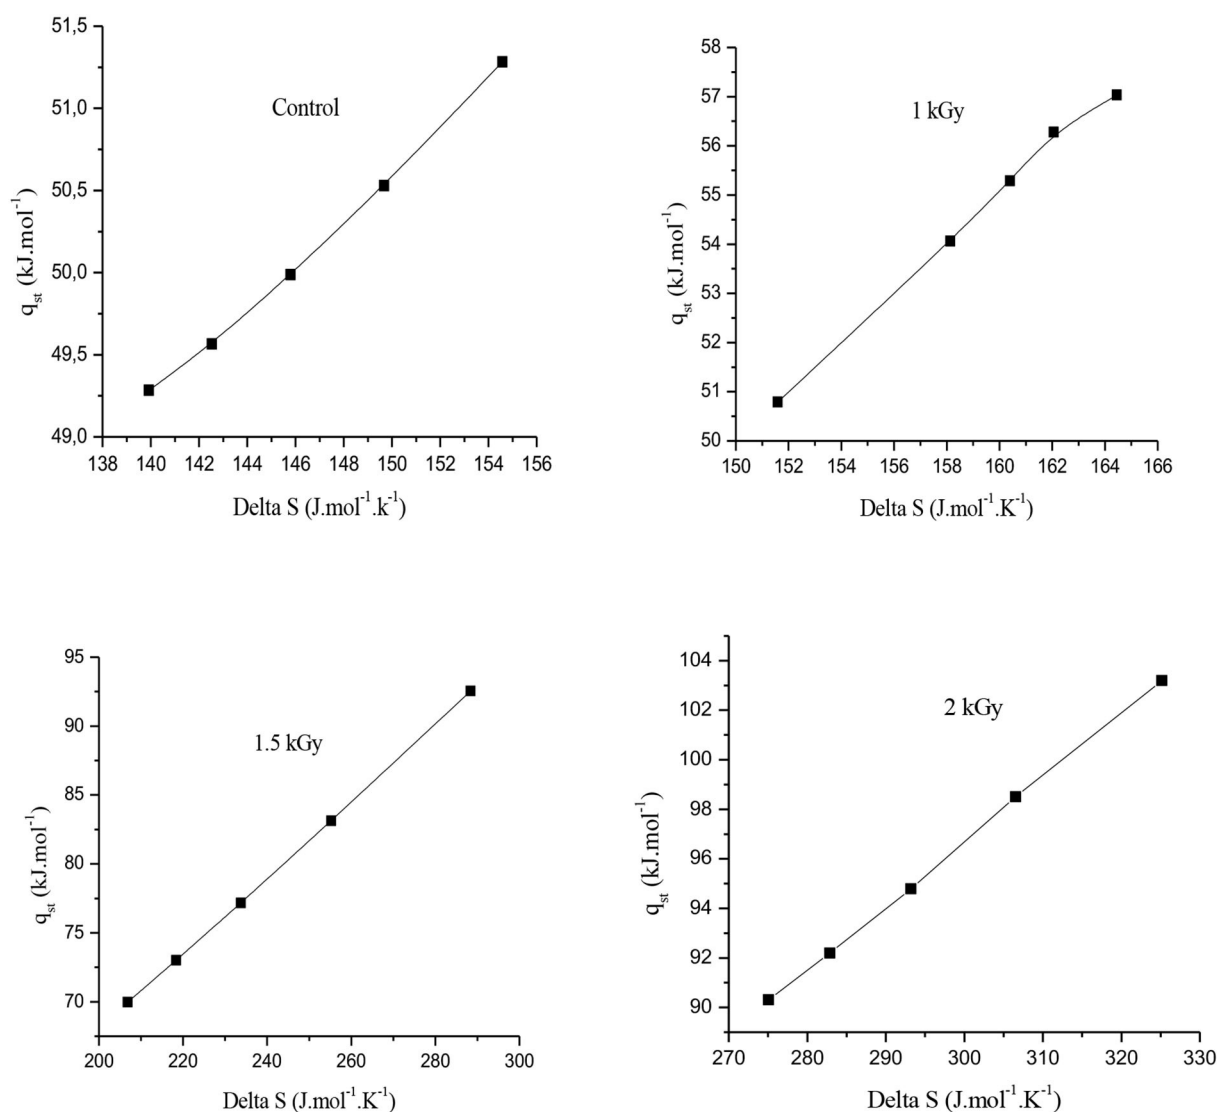 51,5
51,0
50,5
50,0
49,5
49,0
q_st (kJ.mol⁻¹)
Control
138 140 142 144 146 148 150 152 154 156
Delta S (J.mol⁻¹.k⁻¹)
58
57
56
55
54
53
52
51
50
q_st (kJ.mol⁻¹)
1 kGy
150 152 154 156 158 160 162 164 166
Delta S (J.mol⁻¹.K⁻¹)
95
90
85
80
75
70
q_st (kJ.mol⁻¹)
1.5 kGy
200 220 240 260 280 300
Delta S (J.mol⁻¹.K⁻¹)
104
102
100
98
96
94
92
90
q_st (kJ.mol⁻¹)
2 kGy
270 280 290 300 310 320 330
Delta S (J.mol⁻¹.K⁻¹)